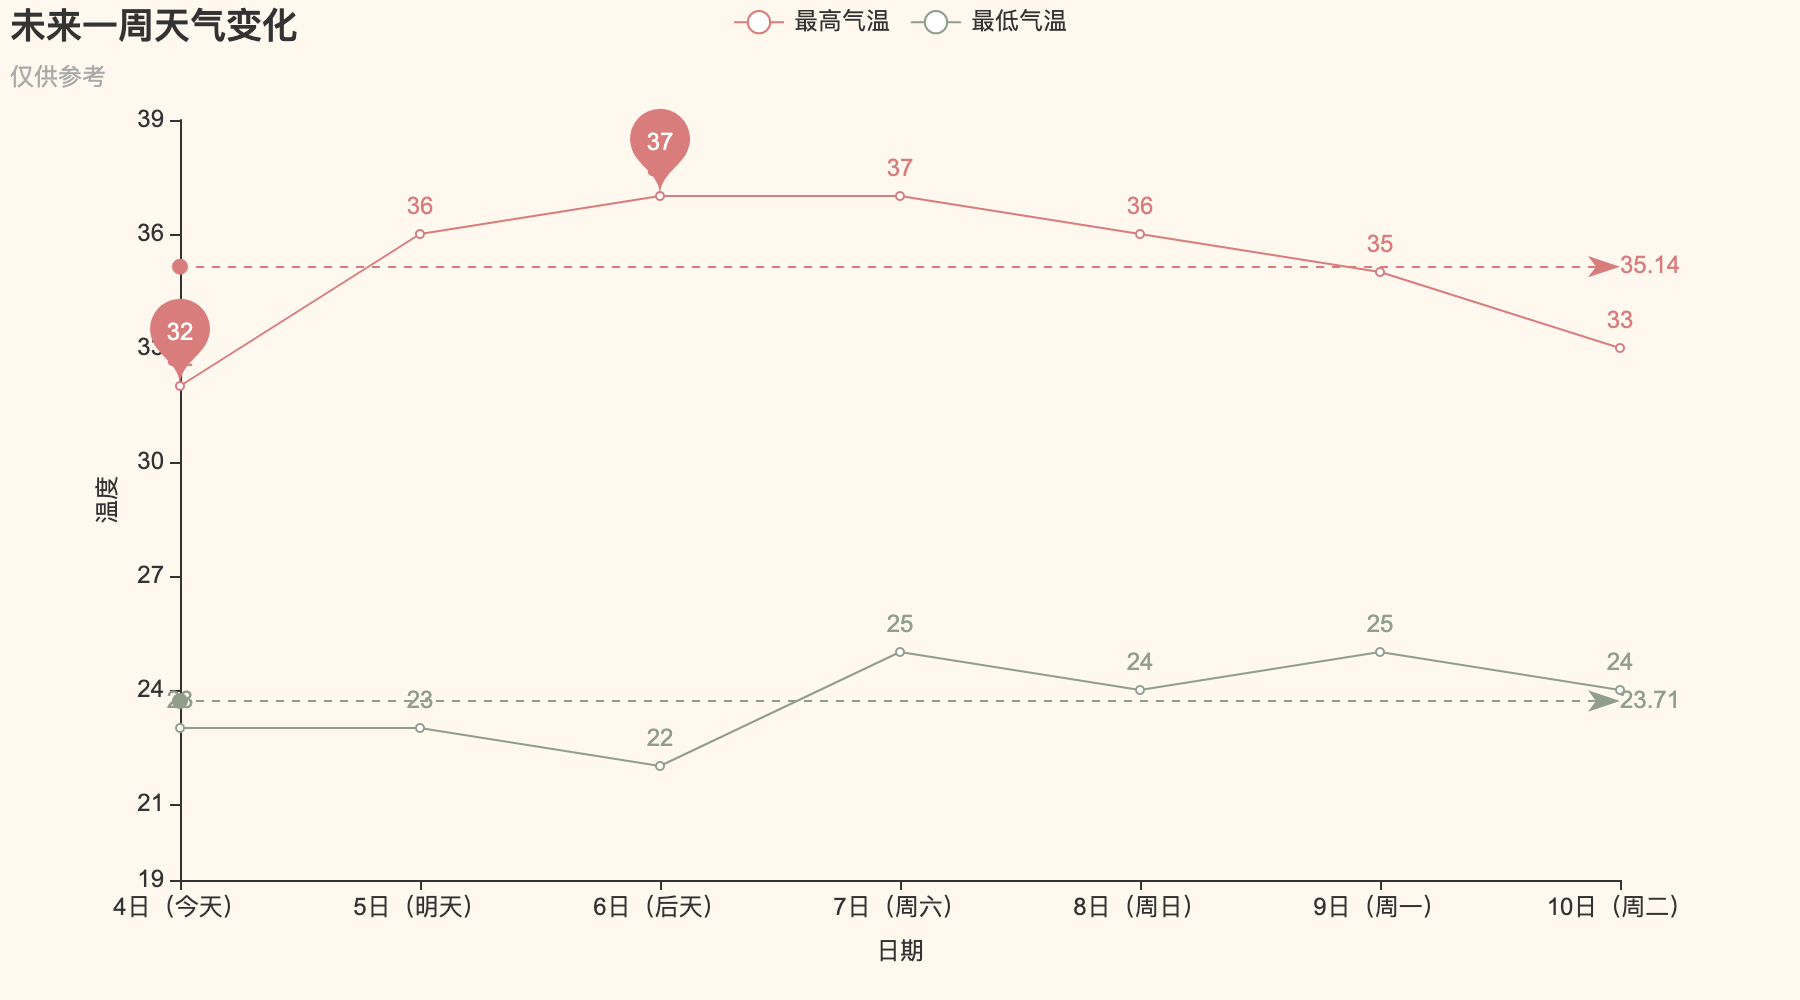 未来一周天气变化
仅供参考
最高气温
最低气温
39
36
30
27
24
21
19
温度
32
36
37
37
36
35
33
35.14
23
23
22
25
24
25
24
23.71
4日（今天）
5日（明天）
6日（后天）
7日（周六）
8日（周日）
9日（周一）
10日（周二）
日期